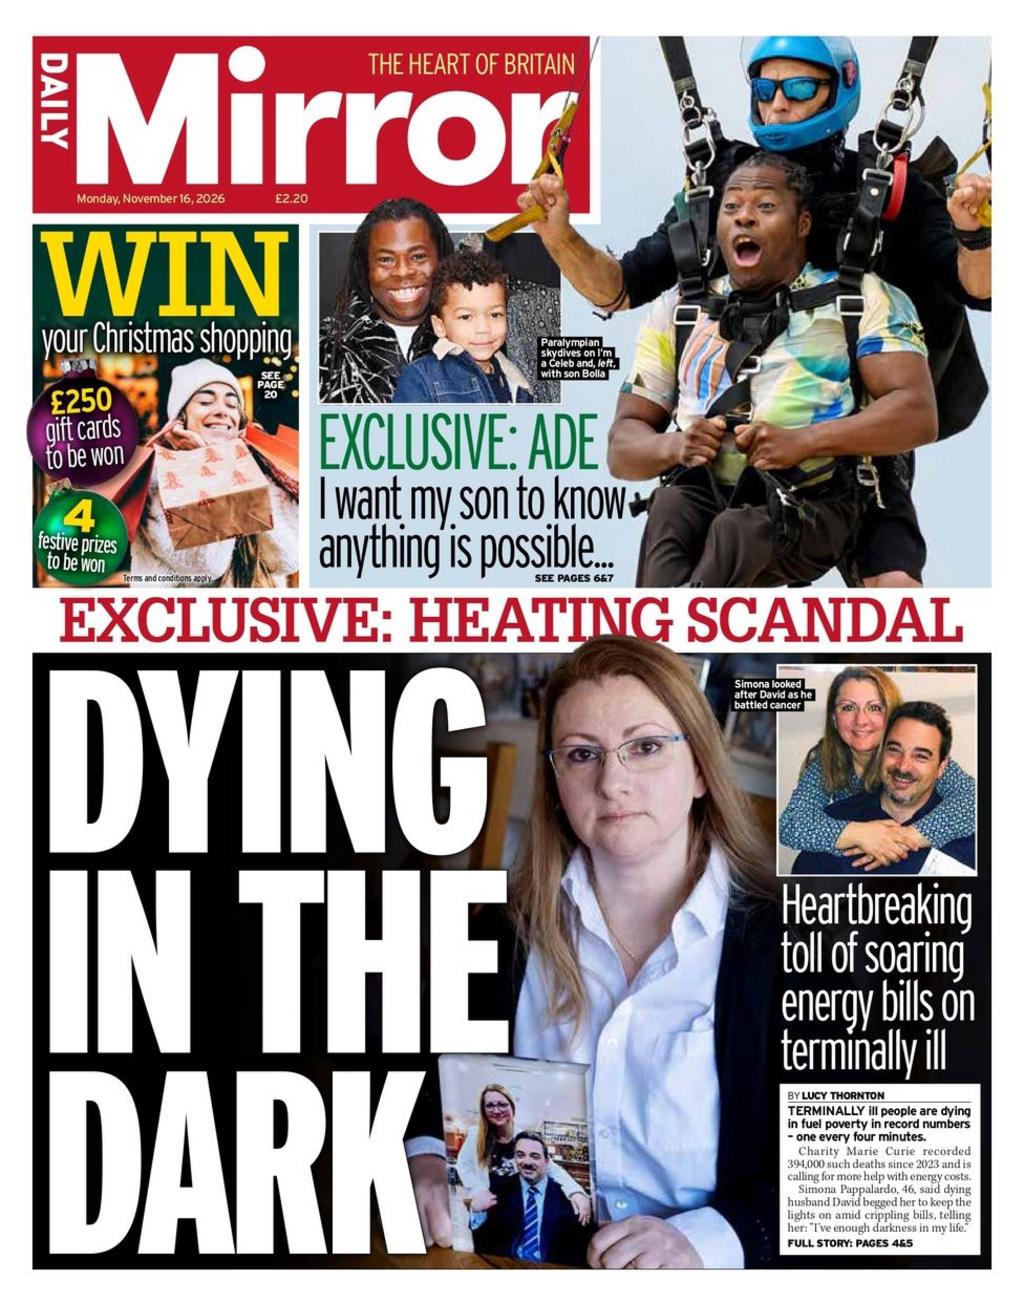 DAILY
Mirror
THE HEART OF BRITAIN
Monday, November 16, 2026 £2.20
WIN
your Christmas shopping
SEE
PAGE
20
£250
gift cards
to be won
4
festive prizes
to be won
Terms and conditions apply.
Paralympian
skydives on I'm
a Celeb and, left,
with son Bolla
EXCLUSIVE: ADE
I want my son to know
anything is possible...
SEE PAGES 6&7
EXCLUSIVE: HEATING SCANDAL
DYING
IN THE
DARK
Simona looked
after David as he
battled cancer
Heartbreaking
toll of soaring
energy bills on
terminally ill
BY LUCY THORNTON
TERMINALLY ill people are dying
in fuel poverty in record numbers
– one every four minutes.
Charity Marie Curie recorded
394,000 such deaths since 2023 and is
calling for more help with energy costs.
Simona Pappalardo, 46, said dying
husband David begged her to keep the
lights on amid crippling bills, telling
her: "I've enough darkness in my life."
FULL STORY: PAGES 4&5